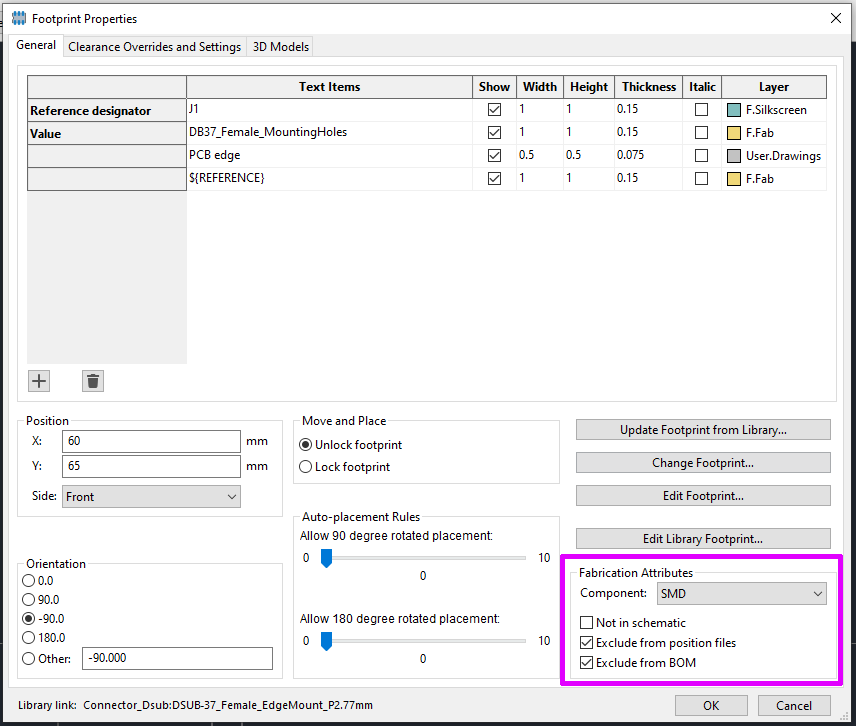 Footprint Properties
General Clearance Overrides and Settings 3D Models
Text Items Show Width Height Thickness Italic Layer
Reference designator J1 1 1 0.15 F.Silkscreen
Value DB37_Female_MountingHoles 1 1 0.15 F.Fab
PCB edge 0.5 0.5 0.075 User.Drawings
${REFERENCE} 1 1 0.15 F.Fab
Position
X: 60 mm
Y: 65 mm
Side: Front
Move and Place
Unlock footprint
Lock footprint
Update Footprint from Library...
Change Footprint...
Edit Footprint...
Edit Library Footprint...
Auto-placement Rules
Allow 90 degree rotated placement:
0 10
0
Allow 180 degree rotated placement:
0 10
0
Orientation
0.0
90.0
-90.0
180.0
Other: -90.000
Fabrication Attributes
Component: SMD
Not in schematic
Exclude from position files
Exclude from BOM
Library link: Connector_Dsub:DSUB-37_Female_EdgeMount_P2.77mm
OK Cancel